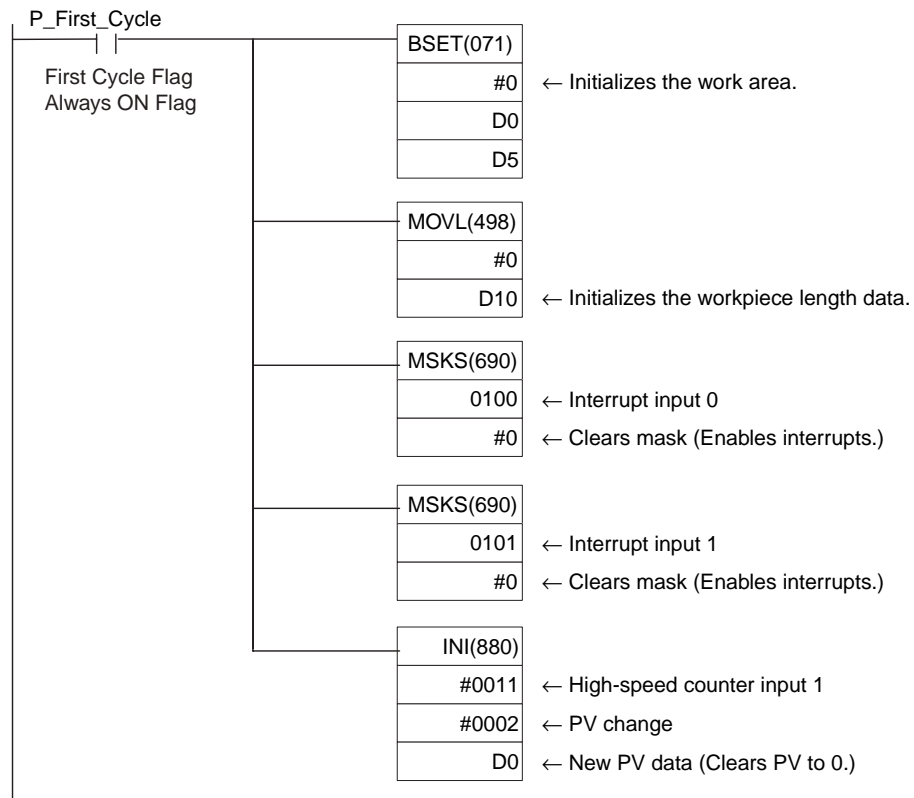 P_First_Cycle
First Cycle Flag
Always ON Flag
BSET(071)
#0 ← Initializes the work area.
D0
D5
MOVL(498)
#0
D10 ← Initializes the workpiece length data.
MSKS(690)
0100 ← Interrupt input 0
#0 ← Clears mask (Enables interrupts.)
MSKS(690)
0101 ← Interrupt input 1
#0 ← Clears mask (Enables interrupts.)
INI(880)
#0011 ← High-speed counter input 1
#0002 ← PV change
D0 ← New PV data (Clears PV to 0.)